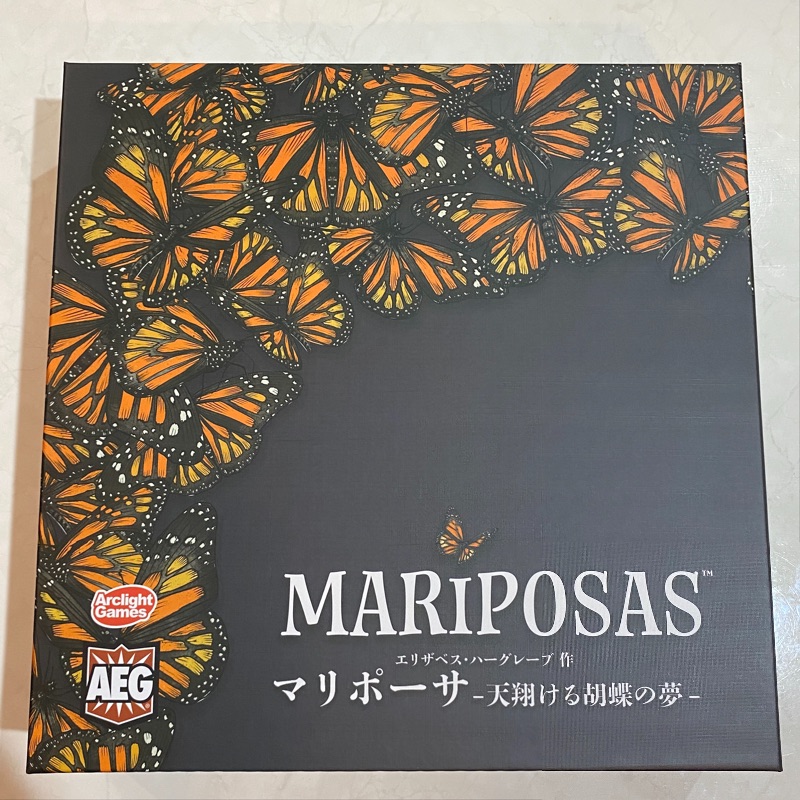 MARIPOSAS™
エリザベス・ハーグレーブ 作
マリポーサ -天翔ける胡蝶の夢-
Arclight
Games
AEG